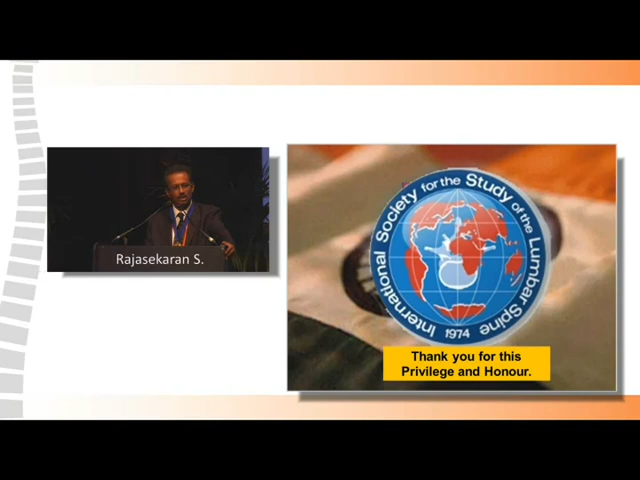 Rajasekaran S.
International Society for the Study of the Lumbar Spine
1974
Thank you for this
Privilege and Honour.